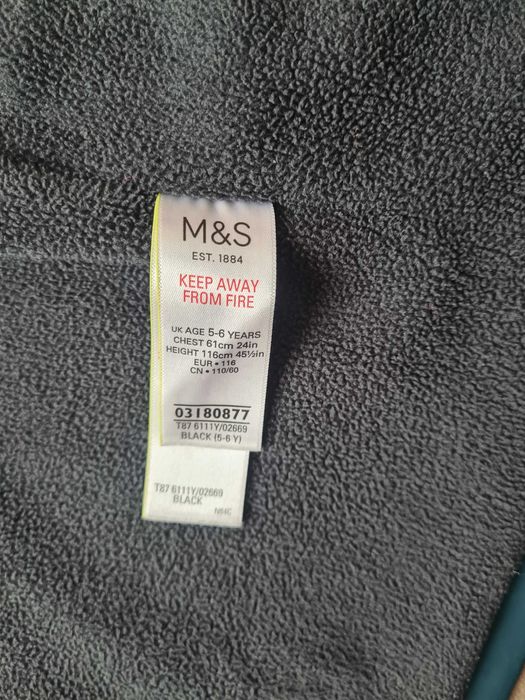 M&S
EST. 1884
KEEP AWAY
FROM FIRE
UK AGE 5-6 YEARS
CHEST 61cm 24in
HEIGHT 116cm 45½in
EUR • 116
CN • 110/60
03180877
T87 6111Y/02669
BLACK (5-6 Y)
T87 6111Y/02669
BLACK